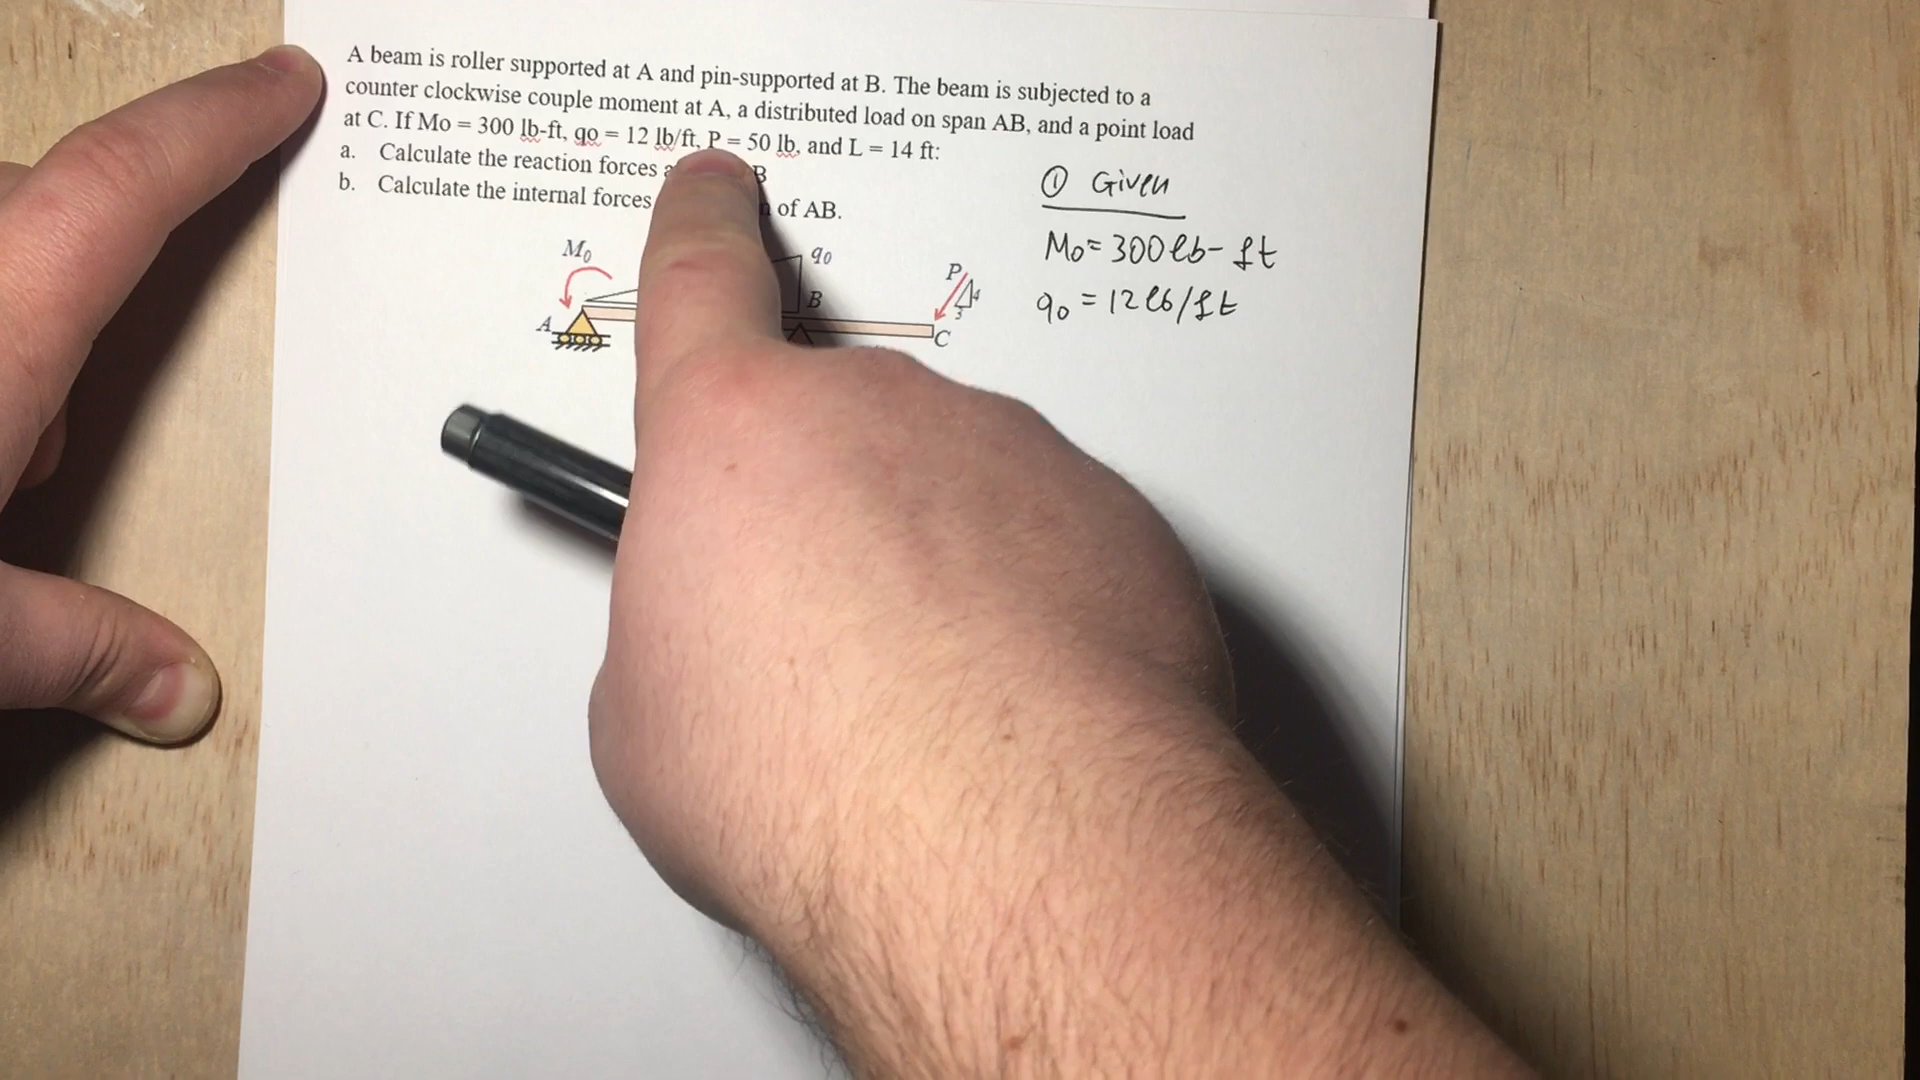 A beam is roller supported at A and pin-supported at B. The beam is subjected to a
counter clockwise couple moment at A, a distributed load on span AB, and a point load
at C. If Mo = 300 lb-ft, qo = 12 lb/ft, P = 50 lb, and L = 14 ft:
a. Calculate the reaction forces B
b. Calculate the internal forces of AB.
① Given
Mo = 300 lb-ft
qo = 12 lb/ft
M0
q0
P
4
3
B
A
C